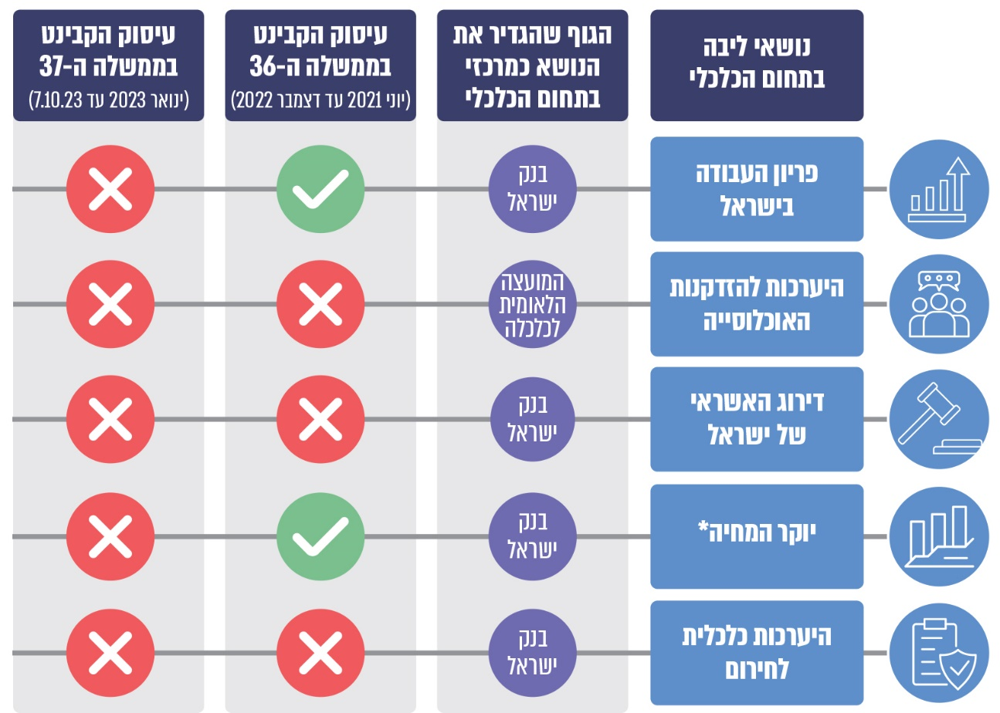 נושאי ליבה
בתחום הכלכלי
הגוף שהגדיר את
הנושא כמרכזי
בתחום הכלכלי
עיסוק הקבינט
בממשלה ה-36
(יוני 2021 עד דצמבר 2022)
עיסוק הקבינט
בממשלה ה-37
(ינואר 2023 עד 7.10.23)
פריון העבודה
בישראל
בנק
ישראל
היערכות להזדקנות
האוכלוסייה
המועצה
הלאומית
לכלכלה
דירוג האשראי
של ישראל
בנק
ישראל
יוקר המחיה*
בנק
ישראל
היערכות כלכלית
לחירום
בנק
ישראל